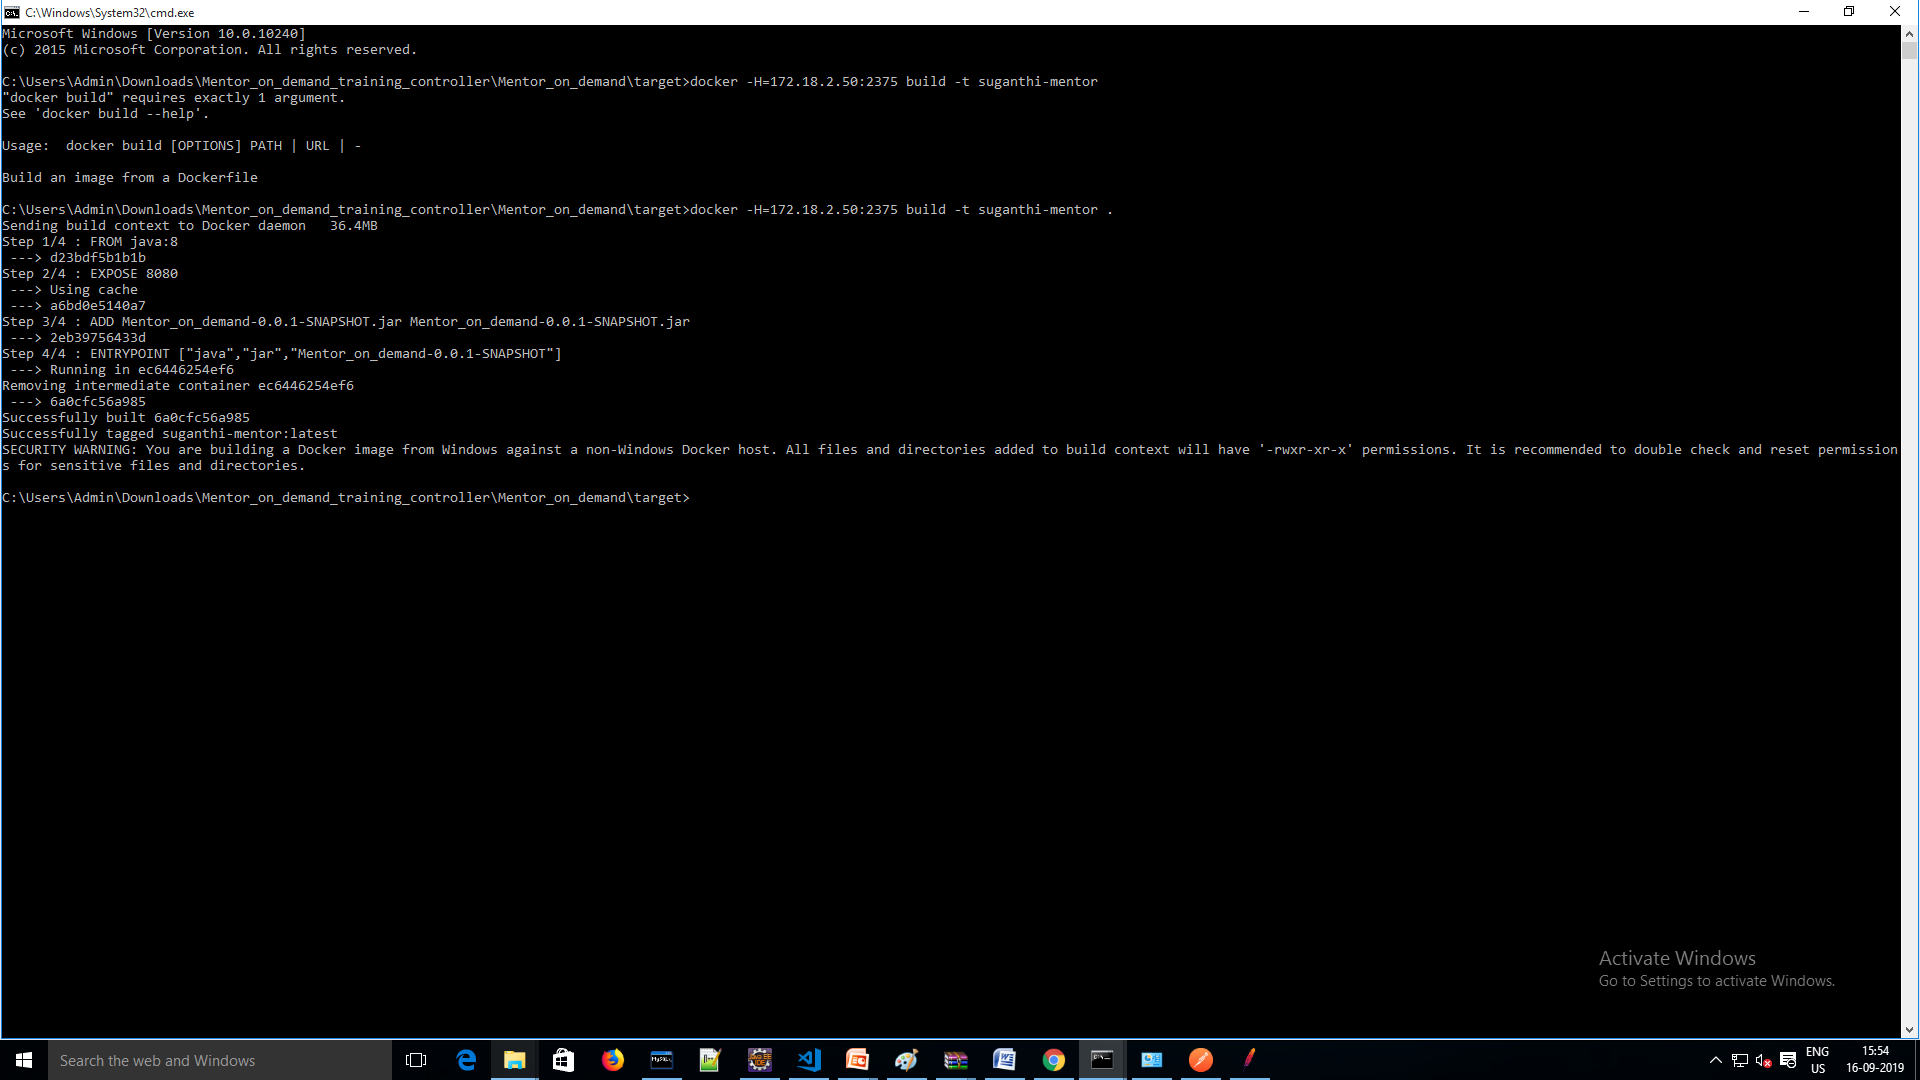 C:\Windows\System32\cmd.exe
Microsoft Windows [Version 10.0.10240]
(c) 2015 Microsoft Corporation. All rights reserved.
C:\Users\Admin\Downloads\Mentor_on_demand_training_controller\Mentor_on_demand\target>docker -H=172.18.2.50:2375 build -t suganthi-mentor
"docker build" requires exactly 1 argument.
See 'docker build --help'.
Usage:  docker build [OPTIONS] PATH | URL | -
Build an image from a Dockerfile
C:\Users\Admin\Downloads\Mentor_on_demand_training_controller\Mentor_on_demand\target>docker -H=172.18.2.50:2375 build -t suganthi-mentor .
Sending build context to Docker daemon   36.4MB
Step 1/4 : FROM java:8
 ---> d23bdf5b1b1b
Step 2/4 : EXPOSE 8080
 ---> Using cache
 ---> a6bd0e5140a7
Step 3/4 : ADD Mentor_on_demand-0.0.1-SNAPSHOT.jar Mentor_on_demand-0.0.1-SNAPSHOT.jar
 ---> 2eb39756433d
Step 4/4 : ENTRYPOINT ["java","jar","Mentor_on_demand-0.0.1-SNAPSHOT"]
 ---> Running in ec6446254ef6
Removing intermediate container ec6446254ef6
 ---> 6a0cfc56a985
Successfully built 6a0cfc56a985
Successfully tagged suganthi-mentor:latest
SECURITY WARNING: You are building a Docker image from Windows against a non-Windows Docker host. All files and directories added to build context will have '-rwxr-xr-x' permissions. It is recommended to double check and reset permission
s for sensitive files and directories.
C:\Users\Admin\Downloads\Mentor_on_demand_training_controller\Mentor_on_demand\target>
Activate Windows
Go to Settings to activate Windows.
Search the web and Windows
ENG
US
15:54
16-09-2019